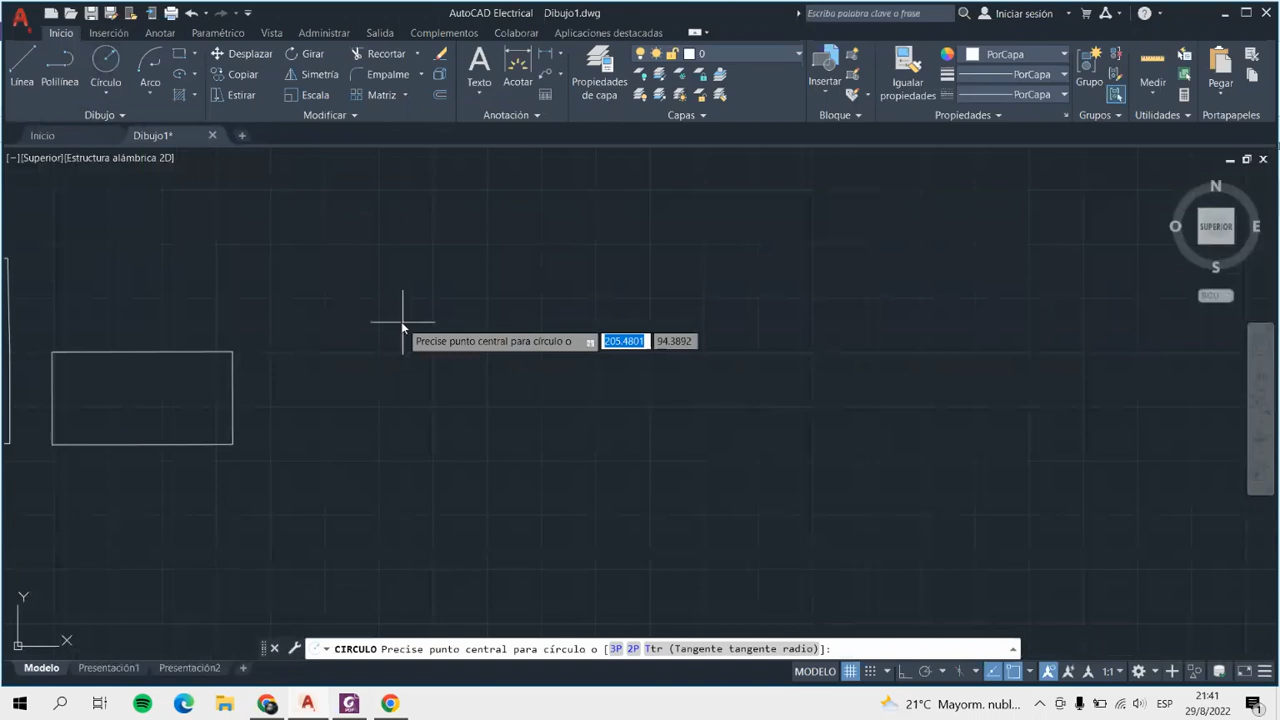 AutoCAD Electrical Dibujo1.dwg
Escriba palabra clave o frase
Iniciar sesión
Inicio Inserción Anotar Paramétrico Vista Administrar Salida Complementos Colaborar Aplicaciones destacadas
Línea Polilínea Círculo Arco
Desplazar Girar Recortar
Copiar Simetría Empalme
Estirar Escala Matriz
Texto Acotar
Propiedades de capa
0
Insertar
Igualar propiedades
PorCapa
PorCapa
PorCapa
Grupo
Medir
Pegar
Dibujo Modificar Anotación Capas Bloque Propiedades Grupos Utilidades Portapapeles
Inicio Dibujo1*
[−][Superior][Estructura alámbrica 2D]
N
O SUPERIOR E
S
Precise punto central para círculo o 205.4801 94.3892
Y
X
CIRCULO Precise punto central para círculo o [3P 2P Ttr (Tangente tangente radio)]:
Modelo Presentación1 Presentación2 +
MODELO 1:1
21°C Mayorm. nubl... ESP 21:41
29/8/2022